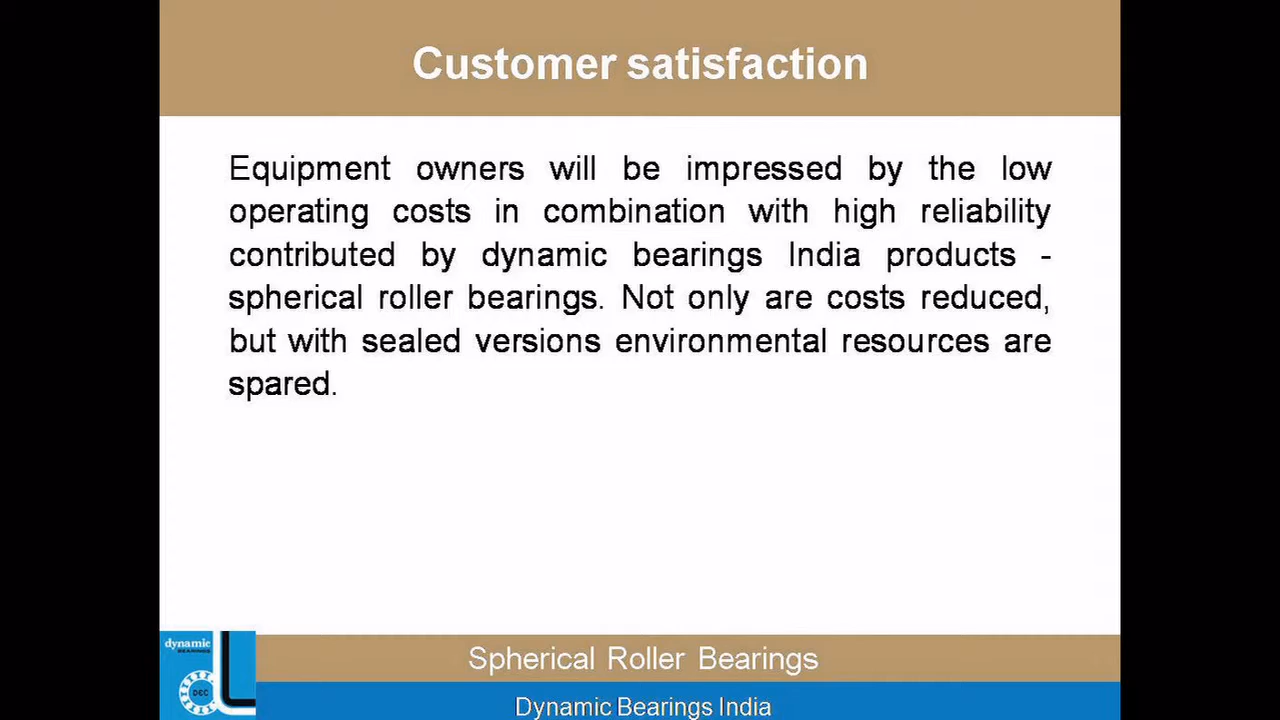 Customer satisfaction
Equipment owners will be impressed by the low
operating costs in combination with high reliability
contributed by dynamic bearings India products -
spherical roller bearings. Not only are costs reduced,
but with sealed versions environmental resources are
spared.
dynamic
BEARINGS
DEC
Spherical Roller Bearings
Dynamic Bearings India